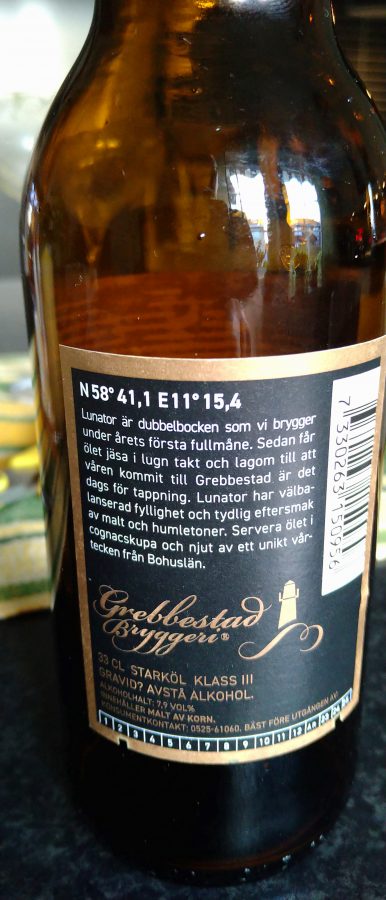 N 58° 41,1 E11° 15,4
Lunator är dubbelbocken som vi brygger
under årets första fullmåne. Sedan får
ölet jäsa i lugn takt och lagom till att
våren kommit till Grebbestad är det
dags för tappning. Lunator har välba-
lanserad fyllighet och tydlig eftersmak
av malt och humletoner. Servera ölet i
cognacskupa och njut av ett unikt vår-
tecken från Bohuslän.
7 330263 150956
Grebbestad
Bryggeri®
33 CL STARKÖL KLASS III
GRAVID? AVSTÅ ALKOHOL.
ALKOHOLHALT: 7,9 VOL%
INNEHÅLLER MALT AV KORN.
KONSUMENTKONTAKT: 0525-61060. BÄST FÖRE UTGÅNGEN AV:
1 2 3 4 5 6 7 8 9 10 11 12